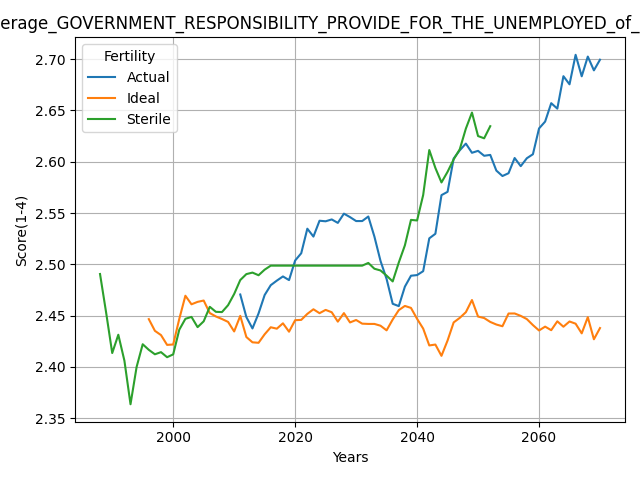 erage_GOVERNMENT_RESPONSIBILITY_PROVIDE_FOR_THE_UNEMPLOYED_of_
Fertility
Actual
Ideal
Sterile
Score(1-4)
2.70
2.65
2.60
2.55
2.50
2.45
2.40
2.35
2000
2020
2040
2060
Years